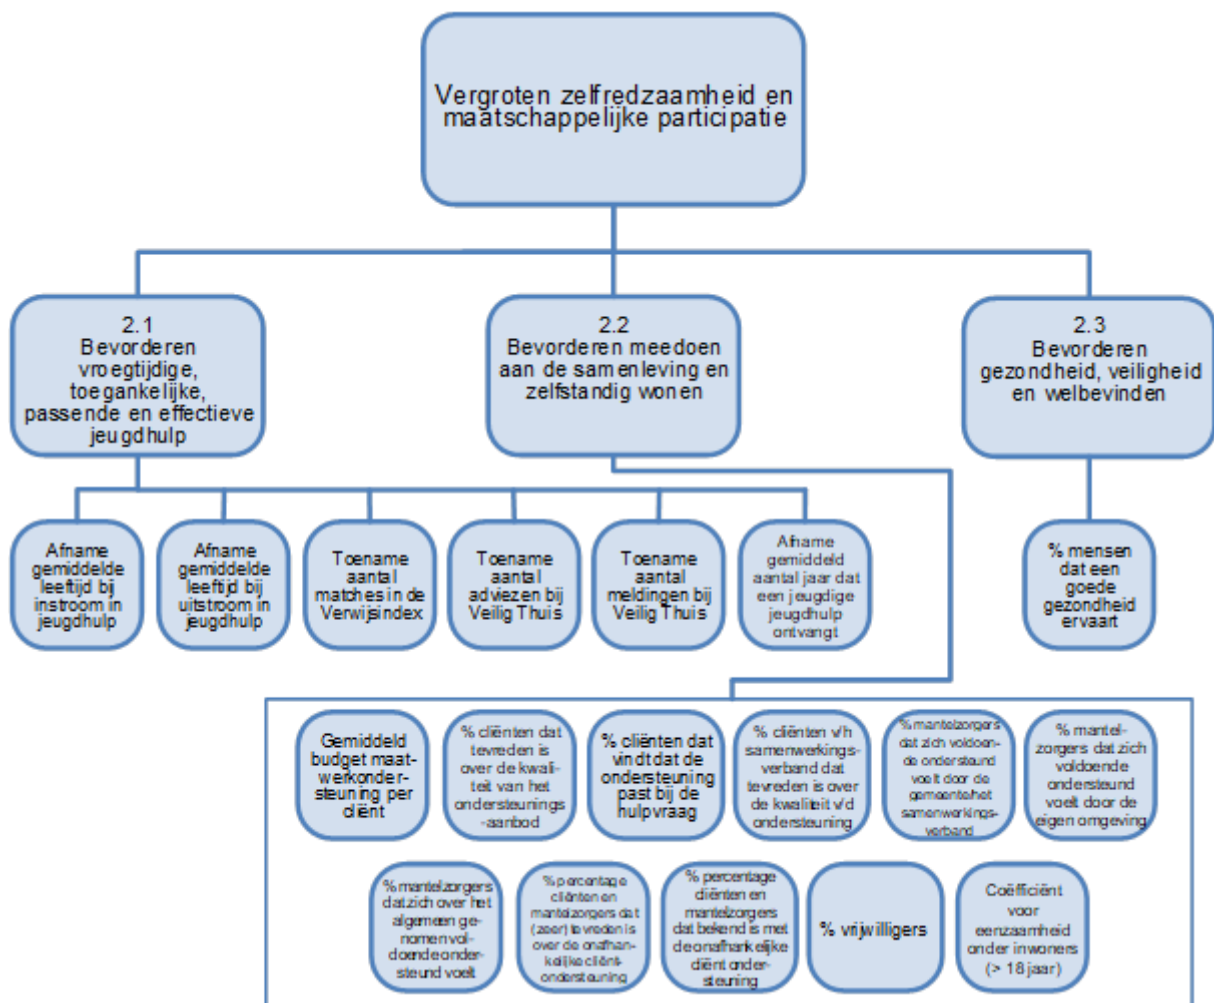 Vergroten zelfredzaamheid en
maatschappelijke participatie
2.1
Bevorderen
vroegtijdige,
toegankelijke,
passende en effectieve
jeugdhulp
2.2
Bevorderen meedoen
aan de samenleving en
zelfstandig wonen
2.3
Bevorderen
gezondheid, veiligheid
en welbevinden
Afname
gemiddelde
leeftijd bij
instroom in
jeugdhulp
Afname
gemiddelde
leeftijd bij
uitstroom in
jeugdhulp
Toename
aantal
matches in de
Verwijsindex
Toename
aantal
adviezen bij
Veilig Thuis
Toename
aantal
meldingen bij
Veilig Thuis
Afname
gemiddeld
aantal jaar dat
een jeugdige
jeugdhulp
ontvangt
% mensen
dat een
goede
gezondheid
ervaart
Gemiddeld
budget maat-
werkonder-
steuning per
cliënt
% cliënten dat
tevreden is
over de kwali-
teit van het
ondersteunings
-aanbod
% cliënten dat
vindt dat de
ondersteuning
past bij de
hulpvraag
% cliënten v/h
samenwerkings-
verband dat
tevreden is over
de kwaliteit v/d
ondersteuning
% mantelzorgers
dat zich voldoen-
de ondersteund
voelt door de
gemeente/het
samenwerkings-
verband
% mantel-
zorgers dat zich
voldoende
ondersteund
voelt door de
eigen omgeving
% mantelzorgers
dat zich over het
algemeen ge-
nomen vol-
doende onder-
steund voelt
% percentage
cliënten en
mantelzorgers dat
(zeer) tevreden is
over de onafhan-
kelijke cliënt-
ondersteuning
% percentage
cliënten en
mantelzorgers
dat bekend is met
de onafhankelijke
cliënt onder-
steuning
% vrijwilligers
Coëfficiënt
voor
eenzaamheid
onder inwoners
(> 18 jaar)